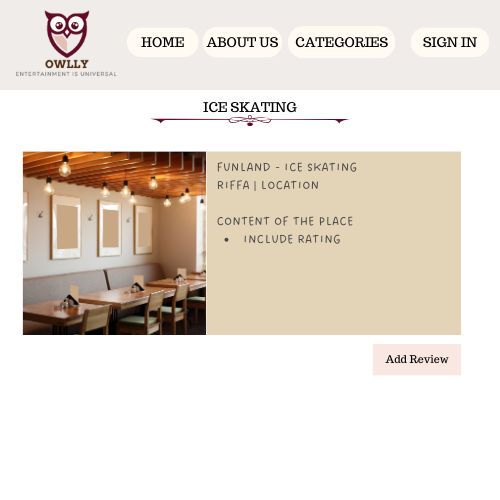 OWLLY
ENTERTAINMENT IS UNIVERSAL
HOME
ABOUT US
CATEGORIES
SIGN IN
ICE SKATING
FUNLAND - ICE SKATING
RIFFA | LOCATION
CONTENT OF THE PLACE
• INCLUDE RATING
Add Review